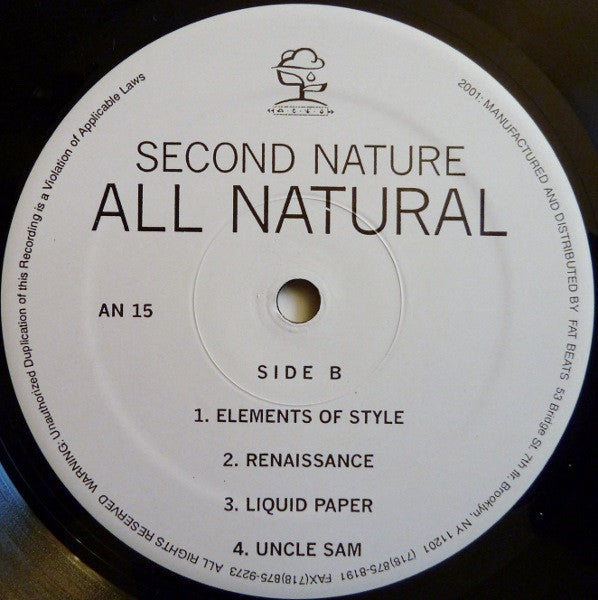 SECOND NATURE
ALL NATURAL
AN 15
SIDE B
1. ELEMENTS OF STYLE
2. RENAISSANCE
3. LIQUID PAPER
4. UNCLE SAM
2001: MANUFACTURED AND DISTRIBUTED BY FAT BEATS 53 Bridge St. 7th flr. Brooklyn, NY 11201 (718)875-8191 FAX(718)875-9273 ALL RIGHTS RESERVED WARNING: Unauthorized Duplication of this Recording is a Violation of Applicable Laws